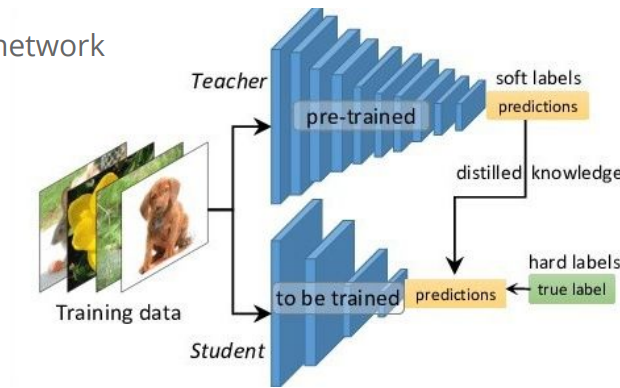 network
Teacher
pre-trained
soft labels
predictions
distilled knowledge
Training data
to be trained
predictions
hard labels
true label
Student